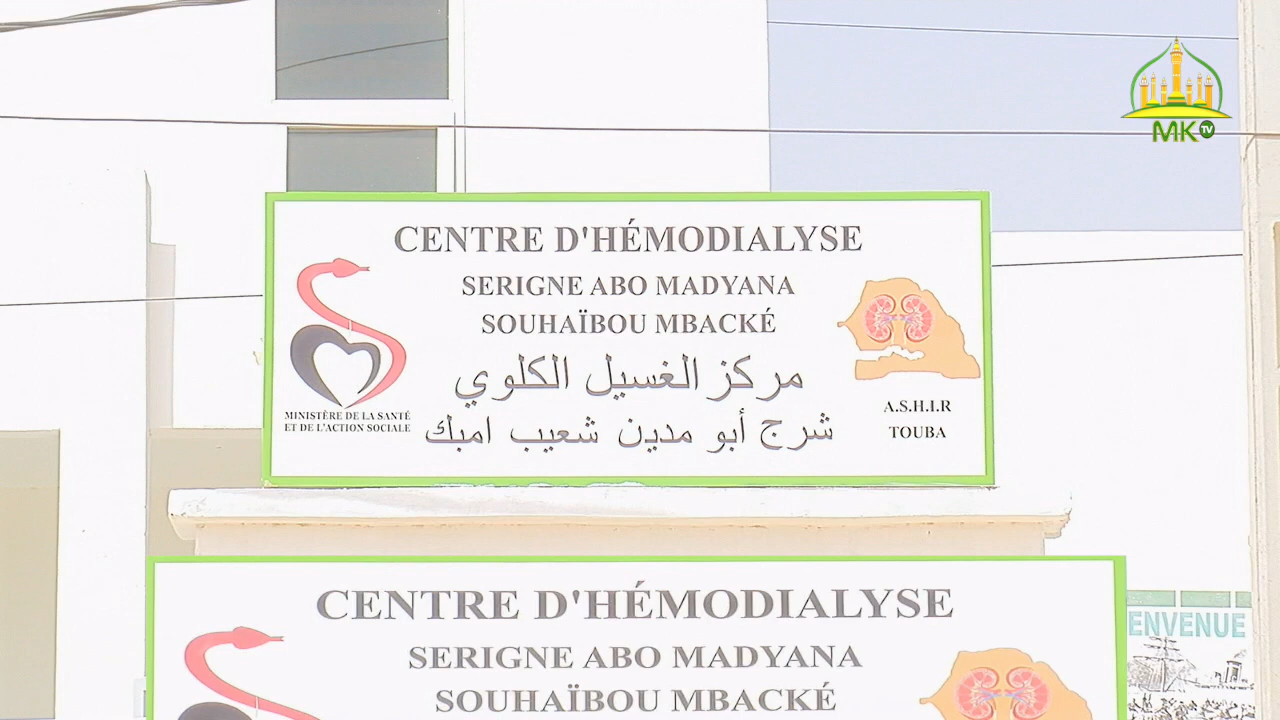 MK TV
CENTRE D'HÉMODIALYSE
SERIGNE ABO MADYANA
SOUHAÏBOU MBACKÉ
مركز الغسيل الكلوي
شرج أبو مدين شعيب امبك
MINISTÈRE DE LA SANTÉ
ET DE L'ACTION SOCIALE
A.S.H.I.R
TOUBA
CENTRE D'HÉMODIALYSE
SERIGNE ABO MADYANA
SOUHAÏBOU MBACKÉ
ENVENUE